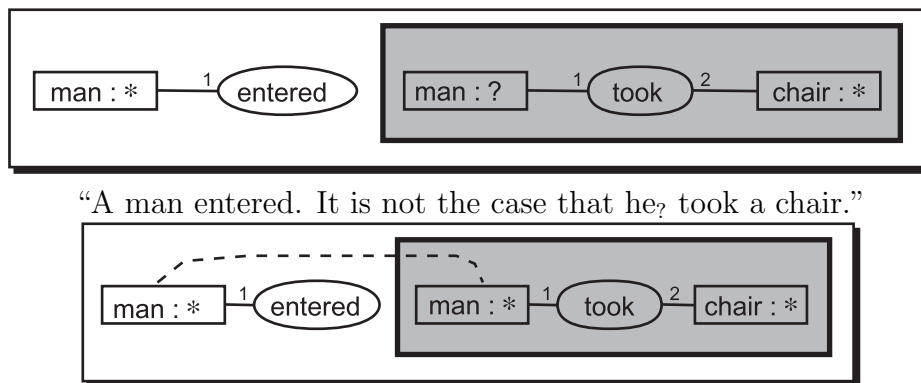 man : * 1 entered man : ? 1 took 2 chair : *
“A man entered. It is not the case that he? took a chair.”
man : * 1 entered man : * 1 took 2 chair : *